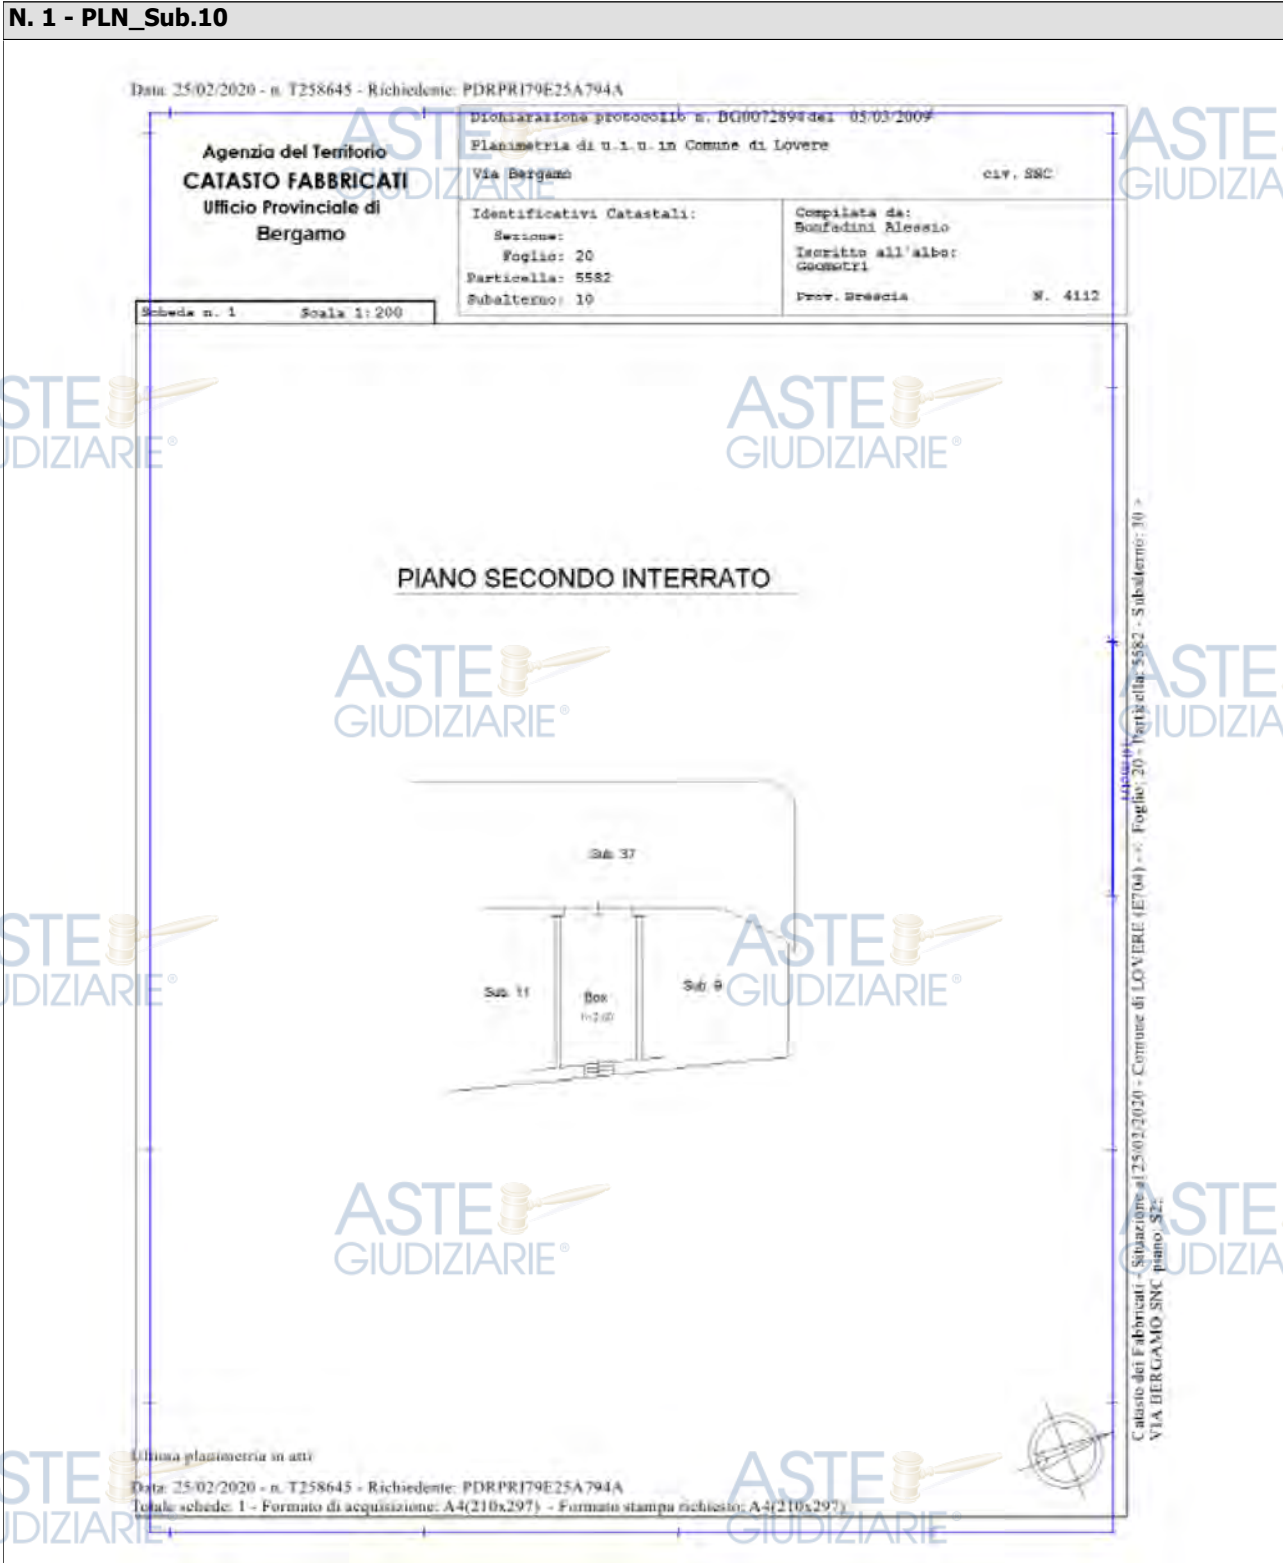 N. 1 - PLN_Sub.10
Data: 25/02/2020 - n. T258645 - Richiedente: PDRPRI79E25A794A
Agenzia del Territorio
CATASTO FABBRICATI
Ufficio Provinciale di
Bergamo
Dichiarazione protocollo n. BG0072894 del 05/03/2009
Planimetria di u.i.u. in Comune di Lovere
Via Bergamo civ. SNC
Identificativi Catastali:
Sezione:
Foglio: 20
Particella: 5582
Subalterno: 10
Compilata da:
Bonfadini Alessio
Iscritto all'albo:
Geometri
Prov. Brescia N. 4112
Scheda n. 1 Scala 1:200
PIANO SECONDO INTERRATO
Sub. 37
Sub. 11
Box
h=2.60
Sub. 9
10 metri
Catasto dei Fabbricati - Situazione al 25/02/2020 - Comune di LOVERE (E704) - < Foglio: 20 - Particella: 5582 - Subalterno: 10 >
VIA BERGAMO SNC piano: S2;
Ultima planimetria in atti
Data: 25/02/2020 - n. T258645 - Richiedente: PDRPRI79E25A794A
Totale schede: 1 - Formato di acquisizione: A4(210x297) - Formato stampa richiesto: A4(210x297)
ASTE
GIUDIZIARIE®